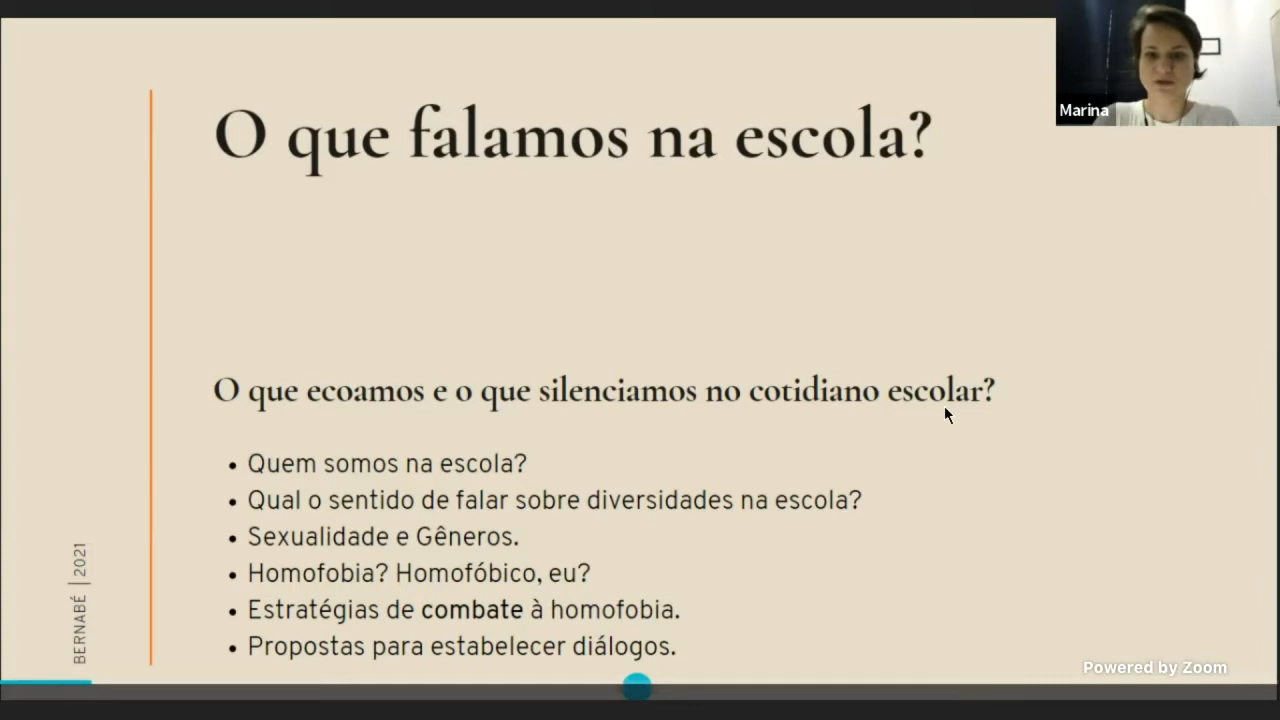 O que falamos na escola?
Marina
O que ecoamos e o que silenciamos no cotidiano escolar?
• Quem somos na escola?
• Qual o sentido de falar sobre diversidades na escola?
• Sexualidade e Gêneros.
• Homofobia? Homofóbico, eu?
• Estratégias de combate à homofobia.
• Propostas para estabelecer diálogos.
BERNABÉ | 2021
Powered by Zoom